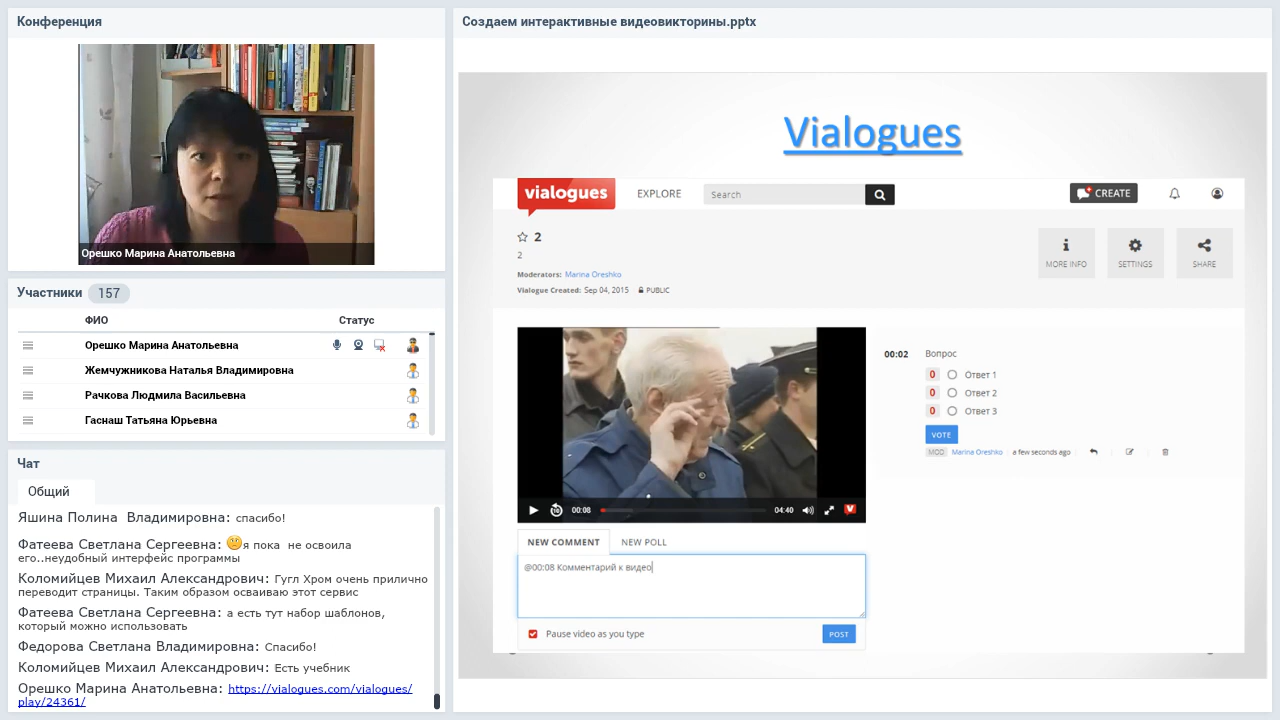 Конференция
Орешко Марина Анатольевна
Участники 157
ФИО Статус
Орешко Марина Анатольевна
Жемчужникова Наталья Владимировна
Рачкова Людмила Васильевна
Гаснаш Татьяна Юрьевна
Чат
Общий
Яшина Полина Владимировна: спасибо!
Фатеева Светлана Сергеевна: я пока не освоила
его..неудобный интерфейс программы
Коломийцев Михаил Александрович: Гугл Хром очень прилично
переводит страницы. Таким образом осваиваю этот сервис
Фатеева Светлана Сергеевна: а есть тут набор шаблонов,
который можно использовать
Федорова Светлана Владимировна: Спасибо!
Коломийцев Михаил Александрович: Есть учебник
Орешко Марина Анатольевна: https://vialogues.com/vialogues/
play/24361/
Создаем интерактивные видеовикторины.pptx
Vialogues
vialogues EXPLORE Search CREATE
2
2
Moderators: Marina Oreshko
Vialogue Created: Sep 04, 2015 PUBLIC
MORE INFO SETTINGS SHARE
00:08 04:40
NEW COMMENT NEW POLL
@00:08 Комментарий к видео
Pause video as you type POST
00:02 Вопрос
0 Ответ 1
0 Ответ 2
0 Ответ 3
VOTE
MOD Marina Oreshko a few seconds ago